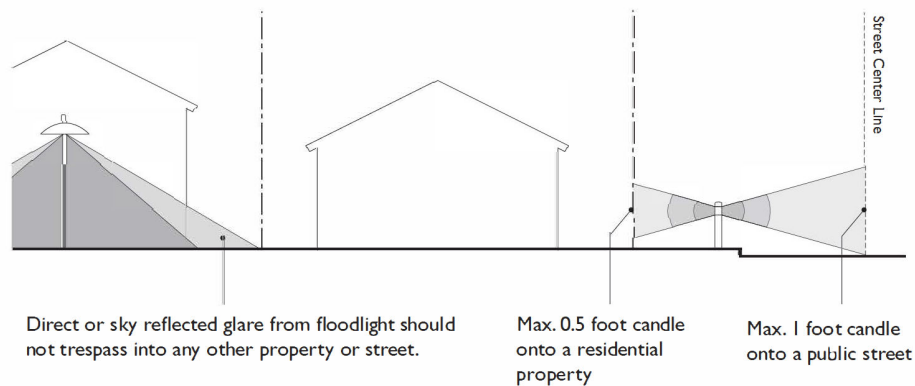 Street Center Line
Direct or sky reflected glare from floodlight should
not trespass into any other property or street.
Max. 0.5 foot candle
onto a residential
property
Max. 1 foot candle
onto a public street